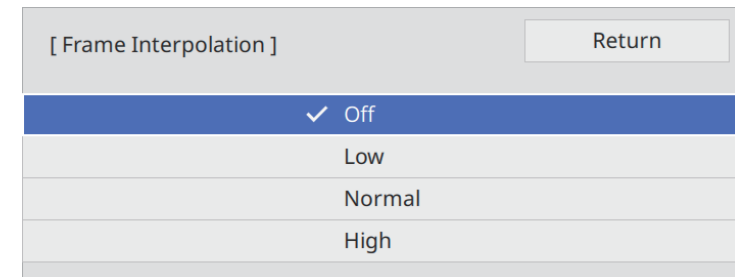 [ Frame Interpolation ]
Return
Off
Low
Normal
High